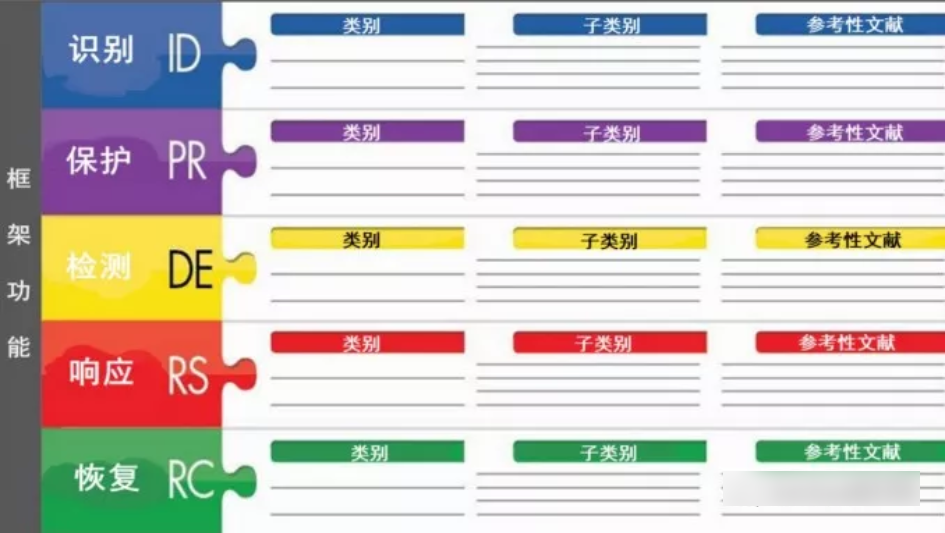 框架功能
识别 ID 类别 子类别 参考性文献
保护 PR 类别 子类别 参考性文献
检测 DE 类别 子类别 参考性文献
响应 RS 类别 子类别 参考性文献
恢复 RC 类别 子类别 参考性文献